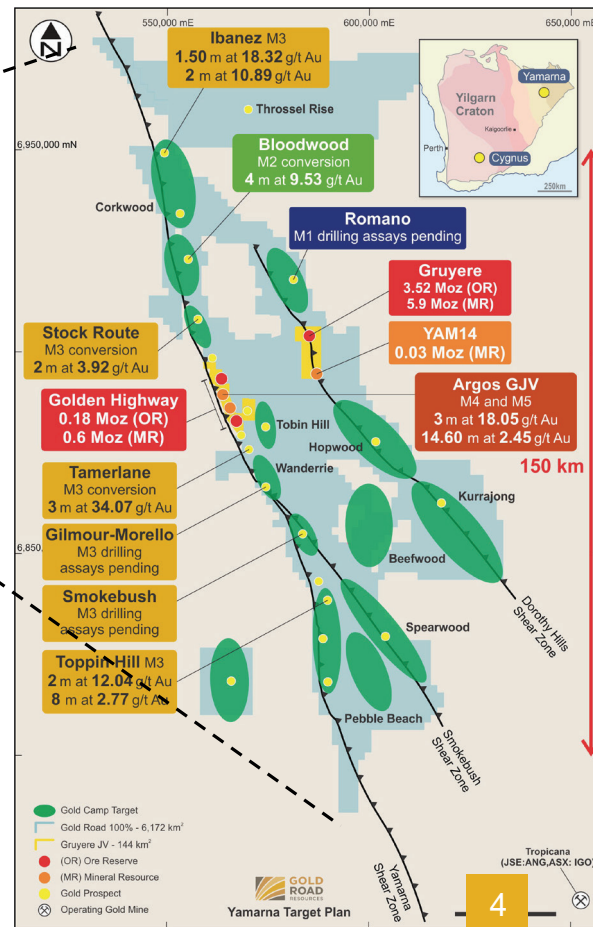 550,000 mE
600,000 mE
650,000 mE
N
Ibanez M3
1.50 m at 18.32 g/t Au
2 m at 10.89 g/t Au
Throssel Rise
Yilgarn
Craton
Yamarna
Kalgoorlie
Perth
Cygnus
250km
6,950,000 mN
Bloodwood
M2 conversion
4 m at 9.53 g/t Au
Corkwood
Romano
M1 drilling assays pending
Gruyere
3.52 Moz (OR)
5.9 Moz (MR)
Stock Route
M3 conversion
2 m at 3.92 g/t Au
YAM14
0.03 Moz (MR)
Argos GJV
M4 and M5
3 m at 18.05 g/t Au
14.60 m at 2.45 g/t Au
Golden Highway
0.18 Moz (OR)
0.6 Moz (MR)
Tobin Hill
Hopwood
150 km
Wanderrie
Tamerlane
M3 conversion
3 m at 34.07 g/t Au
Kurrajong
Gilmour-Morello
M3 drilling
assays pending
6,850,
Beefwood
Smokebush
M3 drilling
assays pending
Dorothy Hills
Shear Zone
Spearwood
Toppin Hill M3
2 m at 12.04 g/t Au
8 m at 2.77 g/t Au
Pebble Beach
Smokebush
Shear Zone
Gold Camp Target
Gold Road 100% - 6,172 km²
Gruyere JV - 144 km²
(OR) Ore Reserve
(MR) Mineral Resource
Gold Prospect
Operating Gold Mine
GOLD
ROAD
RESOURCES
Yamarna Target Plan
Yamarna
Shear Zone
4
Tropicana
(JSE:ANG,ASX: IGO)